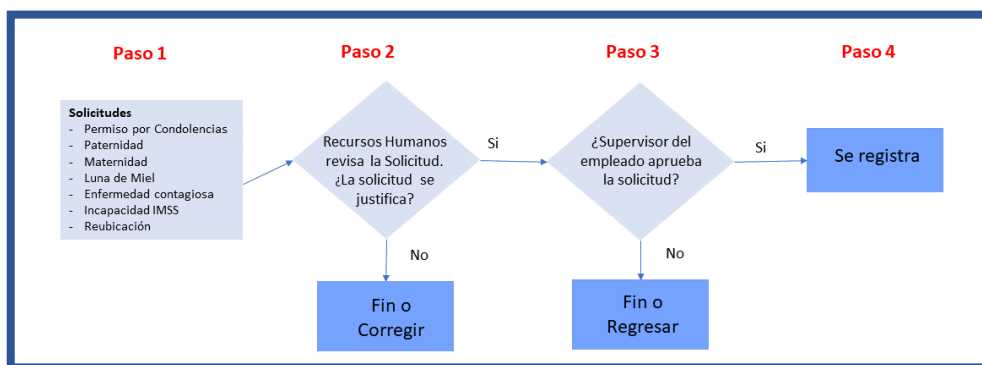 Paso 1
Paso 2
Paso 3
Paso 4
Solicitudes
- Permiso por Condolencias
- Paternidad
- Maternidad
- Luna de Miel
- Enfermedad contagiosa
- Incapacidad IMSS
- Reubicación
Recursos Humanos
revisa la Solicitud.
¿La solicitud se
justifica?
Si
¿Supervisor del
empleado aprueba
la solicitud?
Si
Se registra
No
No
Fin o
Corregir
Fin o
Regresar